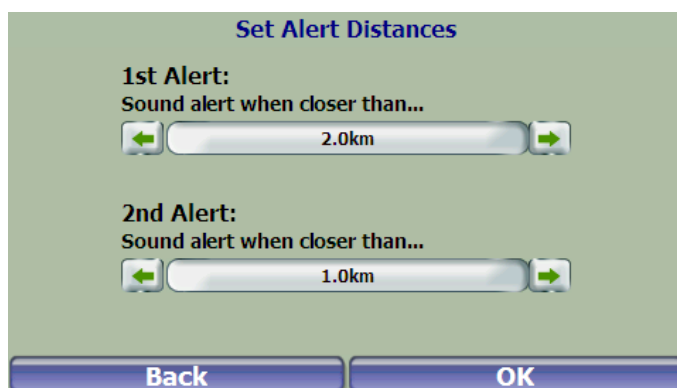 Set Alert Distances
1st Alert:
Sound alert when closer than...
2.0km
2nd Alert:
Sound alert when closer than...
1.0km
Back
OK